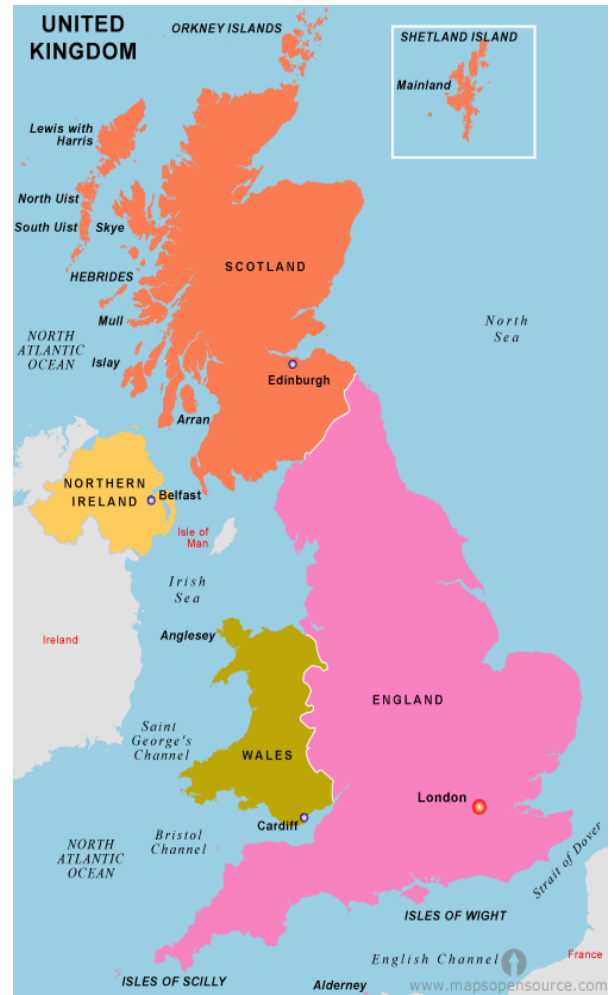 UNITED
KINGDOM
ORKNEY ISLANDS
SHETLAND ISLAND
Mainland
Lewis with
Harris
North Uist
South Uist
Skye
HEBRIDES
SCOTLAND
Mull
NORTH
ATLANTIC
OCEAN
Islay
North
Sea
Edinburgh
Arran
NORTHERN
IRELAND
Belfast
Isle of
Man
Irish
Sea
Ireland
Anglesey
ENGLAND
Saint
George's
Channel
WALES
London
Cardiff
Bristol
Channel
NORTH
ATLANTIC
OCEAN
Strait of Dover
ISLES OF WIGHT
English Channel
France
ISLES OF SCILLY
Alderney
www.mapsopensource.com